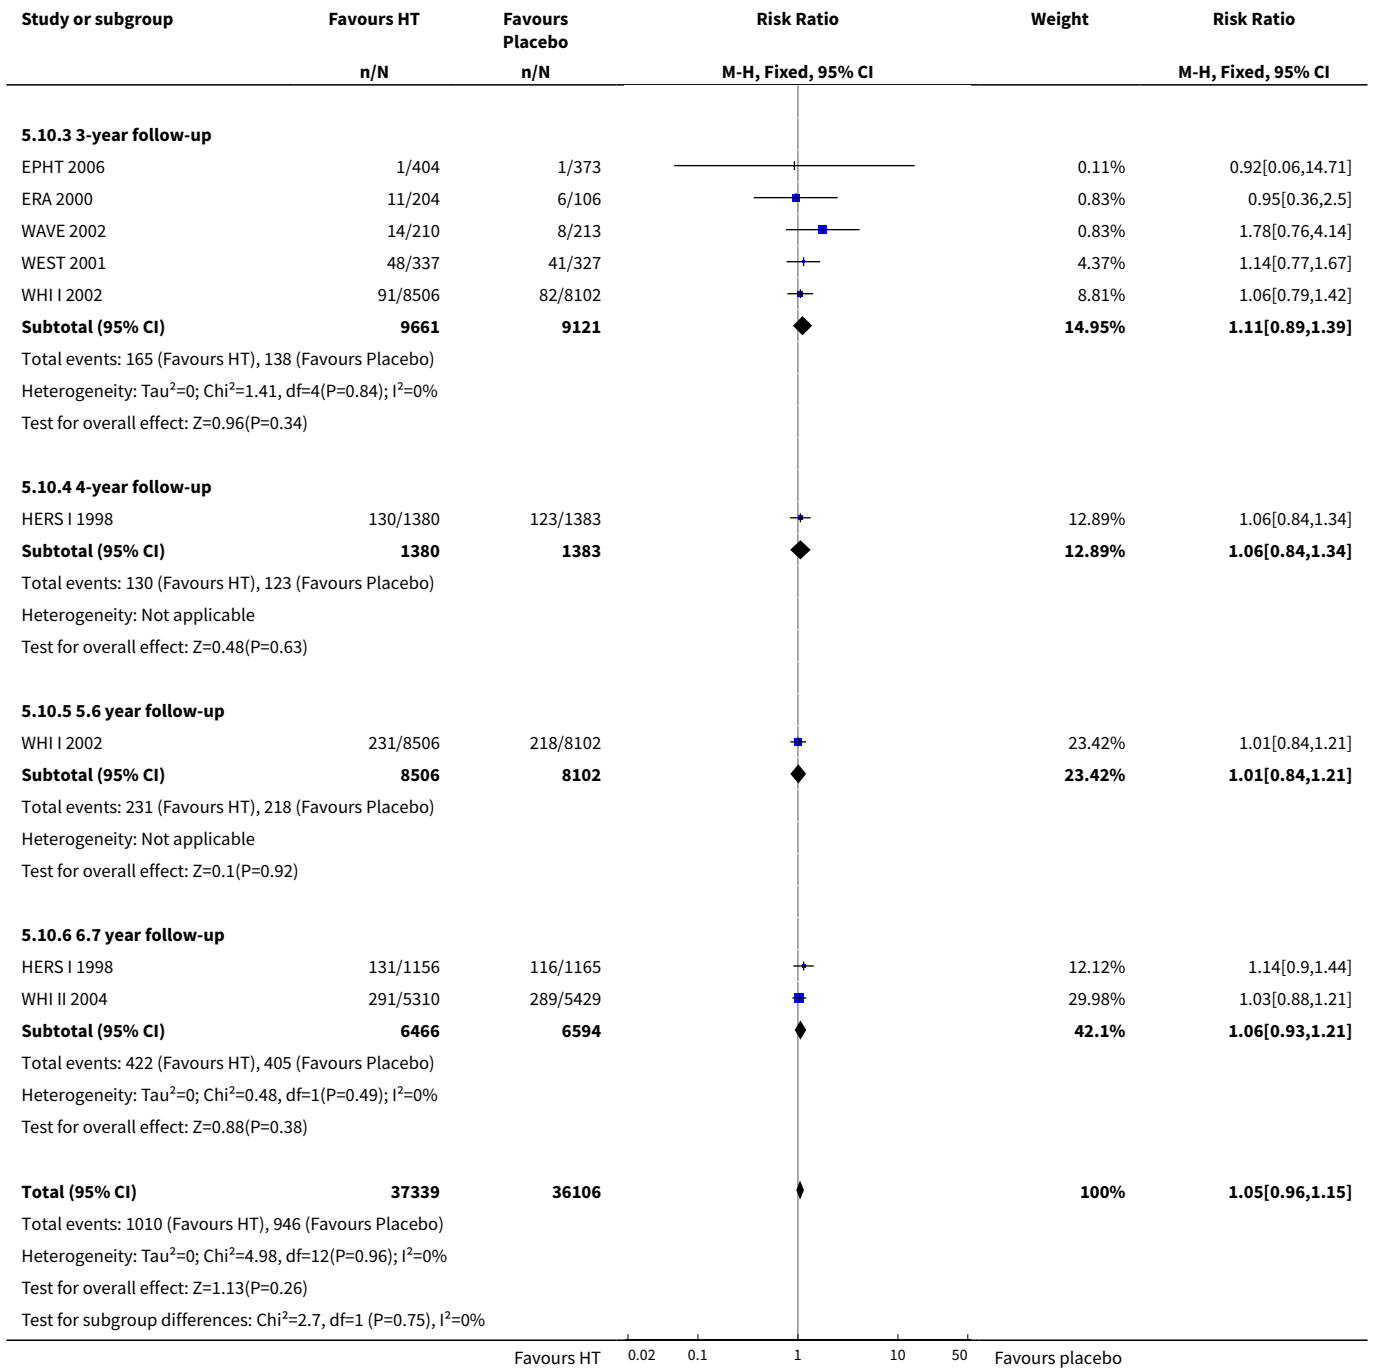 Study or subgroup Favours HT Favours Placebo Risk Ratio Weight Risk Ratio
n/N n/N M-H, Fixed, 95% CI M-H, Fixed, 95% CI
5.10.3 3-year follow-up
EPHT 2006 1/404 1/373 0.11% 0.92[0.06,14.71]
ERA 2000 11/204 6/106 0.83% 0.95[0.36,2.5]
WAVE 2002 14/210 8/213 0.83% 1.78[0.76,4.14]
WEST 2001 48/337 41/327 4.37% 1.14[0.77,1.67]
WHI I 2002 91/8506 82/8102 8.81% 1.06[0.79,1.42]
Subtotal (95% CI) 9661 9121 14.95% 1.11[0.89,1.39]
Total events: 165 (Favours HT), 138 (Favours Placebo)
Heterogeneity: Tau²=0; Chi²=1.41, df=4(P=0.84); I²=0%
Test for overall effect: Z=0.96(P=0.34)
5.10.4 4-year follow-up
HERS I 1998 130/1380 123/1383 12.89% 1.06[0.84,1.34]
Subtotal (95% CI) 1380 1383 12.89% 1.06[0.84,1.34]
Total events: 130 (Favours HT), 123 (Favours Placebo)
Heterogeneity: Not applicable
Test for overall effect: Z=0.48(P=0.63)
5.10.5 5.6 year follow-up
WHI I 2002 231/8506 218/8102 23.42% 1.01[0.84,1.21]
Subtotal (95% CI) 8506 8102 23.42% 1.01[0.84,1.21]
Total events: 231 (Favours HT), 218 (Favours Placebo)
Heterogeneity: Not applicable
Test for overall effect: Z=0.1(P=0.92)
5.10.6 6.7 year follow-up
HERS I 1998 131/1156 116/1165 12.12% 1.14[0.9,1.44]
WHI II 2004 291/5310 289/5429 29.98% 1.03[0.88,1.21]
Subtotal (95% CI) 6466 6594 42.1% 1.06[0.93,1.21]
Total events: 422 (Favours HT), 405 (Favours Placebo)
Heterogeneity: Tau²=0; Chi²=0.48, df=1(P=0.49); I²=0%
Test for overall effect: Z=0.88(P=0.38)
Total (95% CI) 37339 36106 100% 1.05[0.96,1.15]
Total events: 1010 (Favours HT), 946 (Favours Placebo)
Heterogeneity: Tau²=0; Chi²=4.98, df=12(P=0.96); I²=0%
Test for overall effect: Z=1.13(P=0.26)
Test for subgroup differences: Chi²=2.7, df=1 (P=0.75), I²=0%
Favours HT 0.02 0.1 1 10 50 Favours placebo